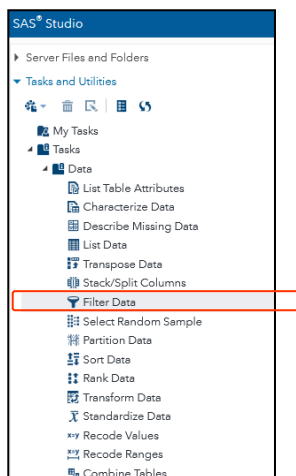 SAS® Studio
Server Files and Folders
Tasks and Utilities
My Tasks
Tasks
Data
List Table Attributes
Characterize Data
Describe Missing Data
List Data
Transpose Data
Stack/Split Columns
Filter Data
Select Random Sample
Partition Data
Sort Data
Rank Data
Transform Data
Standardize Data
Recode Values
Recode Ranges
Combine Tables